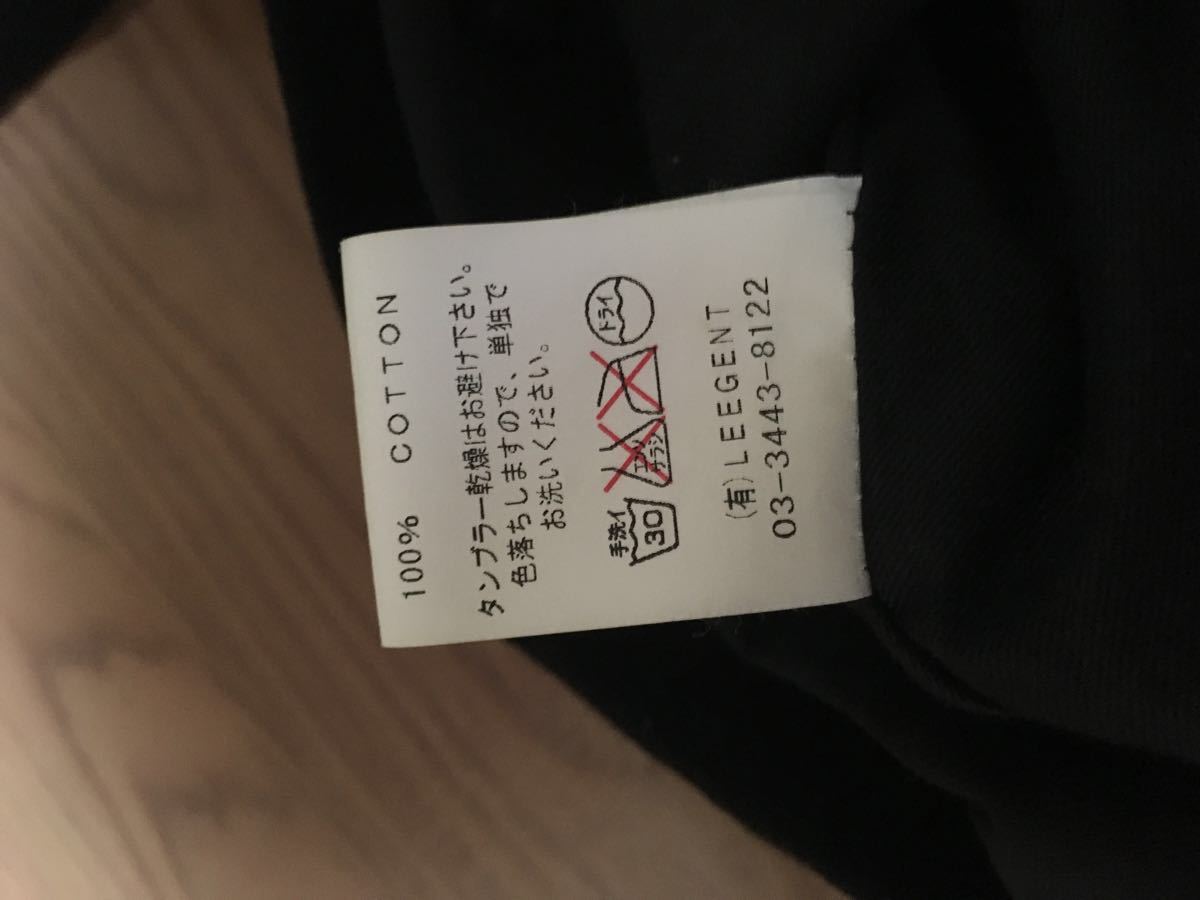 100% COTTON
タンブラー乾燥はお避け下さい。
色落ちしますので、単独で
お洗いください。
手洗イ
30
エンソ
サラシ
ドライ
(有)LEEGENT
03-3443-8122